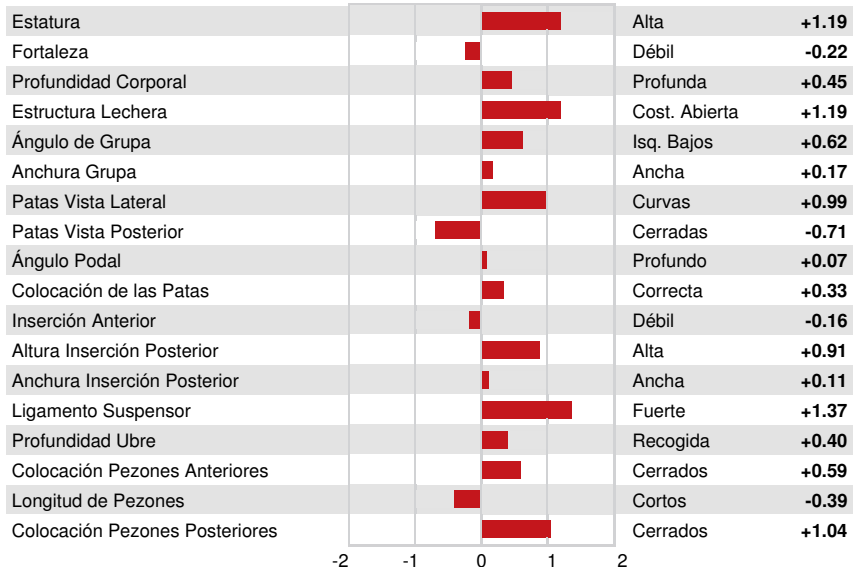 Estatura Alta +1.19
Fortaleza Débil -0.22
Profundidad Corporal Profunda +0.45
Estructura Lechera Cost. Abierta +1.19
Ángulo de Grupa Isq. Bajos +0.62
Anchura Grupa Ancha +0.17
Patas Vista Lateral Curvas +0.99
Patas Vista Posterior Cerradas -0.71
Ángulo Podal Profundo +0.07
Colocación de las Patas Correcta +0.33
Inserción Anterior Débil -0.16
Altura Inserción Posterior Alta +0.91
Anchura Inserción Posterior Ancha +0.11
Ligamento Suspensor Fuerte +1.37
Profundidad Ubre Recogida +0.40
Colocación Pezones Anteriores Cerrados +0.59
Longitud de Pezones Cortos -0.39
Colocación Pezones Posteriores Cerrados +1.04
-2 -1 0 1 2